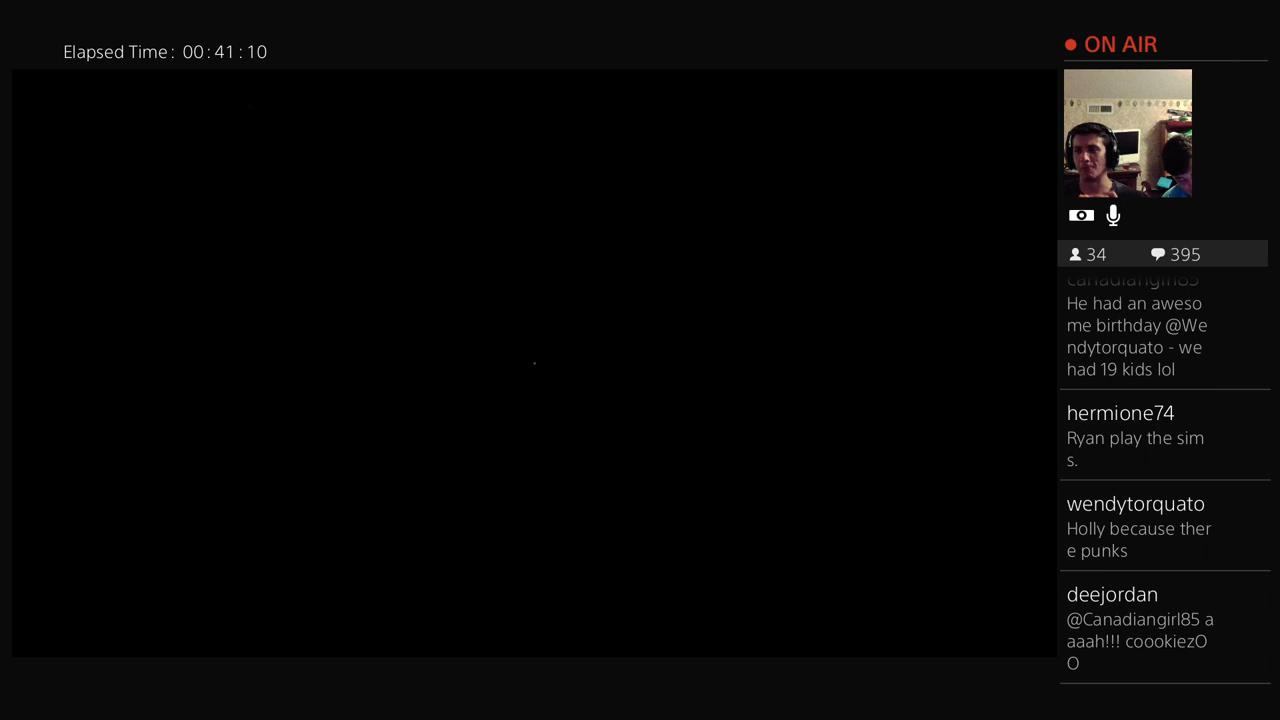 Elapsed Time: 00:41:10
ON AIR
34 395
canadiangirl85
He had an aweso
me birthday @We
ndytorquato - we
had 19 kids lol
hermione74
Ryan play the sim
s.
wendytorquato
Holly because ther
e punks
deejordan
@Canadiangirl85 a
aaah!!! coookiezO
O